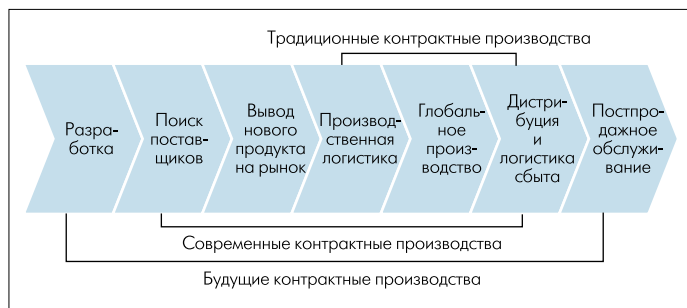 Традиционные контрактные производства
Разра-
ботка
Поиск
постав-
щиков
Вывод
нового
продукта
на рынок
Производ-
ственная
логистика
Глобаль-
ное
произ-
водство
Дистри-
буция
и
логистика
сбыта
Постпро-
дажное
обслужи-
вание
Современные контрактные производства
Будущие контрактные производства